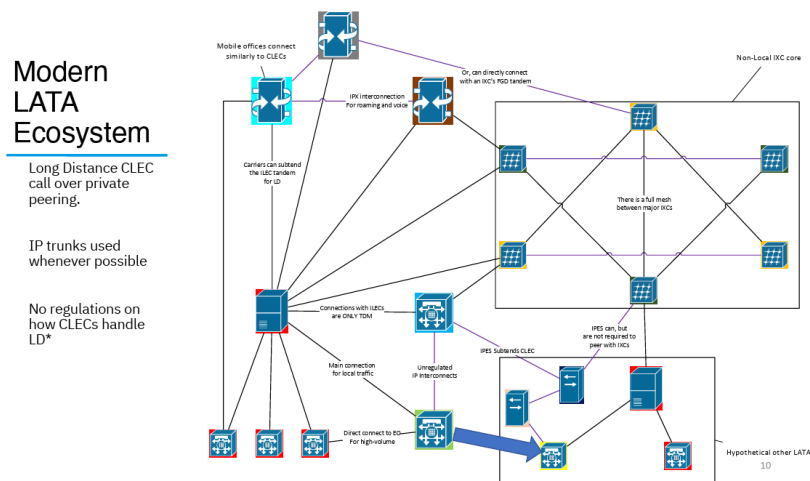 Modern
LATA
Ecosystem
Long Distance CLEC
call over private
peering.
IP trunks used
whenever possible
No regulations on
how CLECs handle
LD*
Mobile offices connect
similarly to CLECs
Or, can directly connect
with an IXC's FGD tandem
Non-Local IXC core
IPX interconnection
For roaming and voice
Carriers can subtend
the ILEC tandem
for LD
There is a full mesh
between major IXCs
Connections with ILECs
are ONLY TDM
IPES can, but
are not required to
peer with IXCs
IPES Subtends CLEC
Main connection
for local traffic
Unregulated
IP Interconnects
Direct connect to EO
For high-volume
Hypothetical other LATA
10